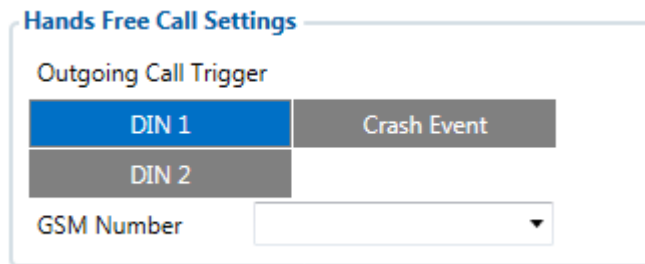 Hands Free Call Settings
Outgoing Call Trigger
DIN 1 Crash Event
DIN 2
GSM Number